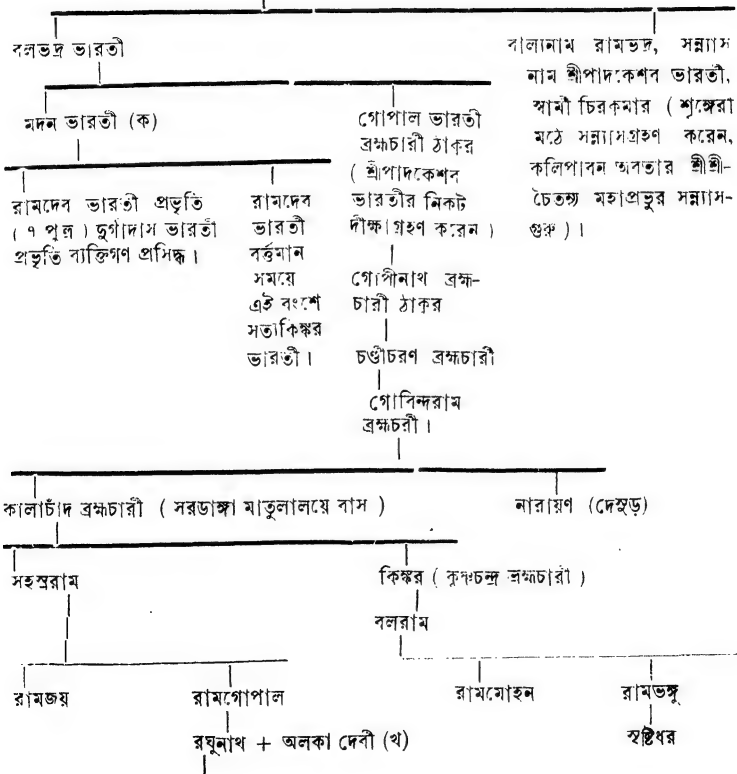 বলভদ্র ভারতী
বাল্যনাম রামভদ্র, সন্ন্যাস
নাম শ্রীপাদকেশব ভারতী,
স্বামী চিরকুমার ( শৃঙ্গেরী
মঠে সন্ন্যাসগ্রহণ করেন,
কলিপাবন অবতার শ্রীশ্রী-
চৈতন্য মহাপ্রভুর সন্ন্যাস-
গুরু ) ।
মদন ভারতী (ক)
গোপাল ভারতী
ব্রহ্মচারী ঠাকুর
( শ্রীপাদকেশব
ভারতীর নিকট
দীক্ষাগ্রহণ করেন )
রামদেব ভারতী প্রভৃতি
( ৭ পুত্র ) দুর্গাদাস ভারতী
প্রভৃতি ব্যক্তিগণ প্রসিদ্ধ ।
রামদেব
ভারতী
বর্ত্তমান
সময়ে
এই বংশে
সত্যকিঙ্কর
ভারতী ।
গোপীনাথ ব্রহ্ম-
চারী ঠাকুর
চণ্ডীচরণ ব্রহ্মচারী
গোবিন্দরাম
ব্রহ্মচারী ।
কালাচাঁদ ব্রহ্মচারী ( সরডাঙ্গা মাতুলালয়ে বাস )
নারায়ণ (দেনুড়)
সহস্ররাম
কিঙ্কর ( কৃষ্ণচন্দ্র ব্রহ্মচারী )
বলরাম
রামজয়
রামগোপাল
রামমোহন
রামভনু
রঘুনাথ + অলকা দেবী (খ)
সৃষ্টিধর